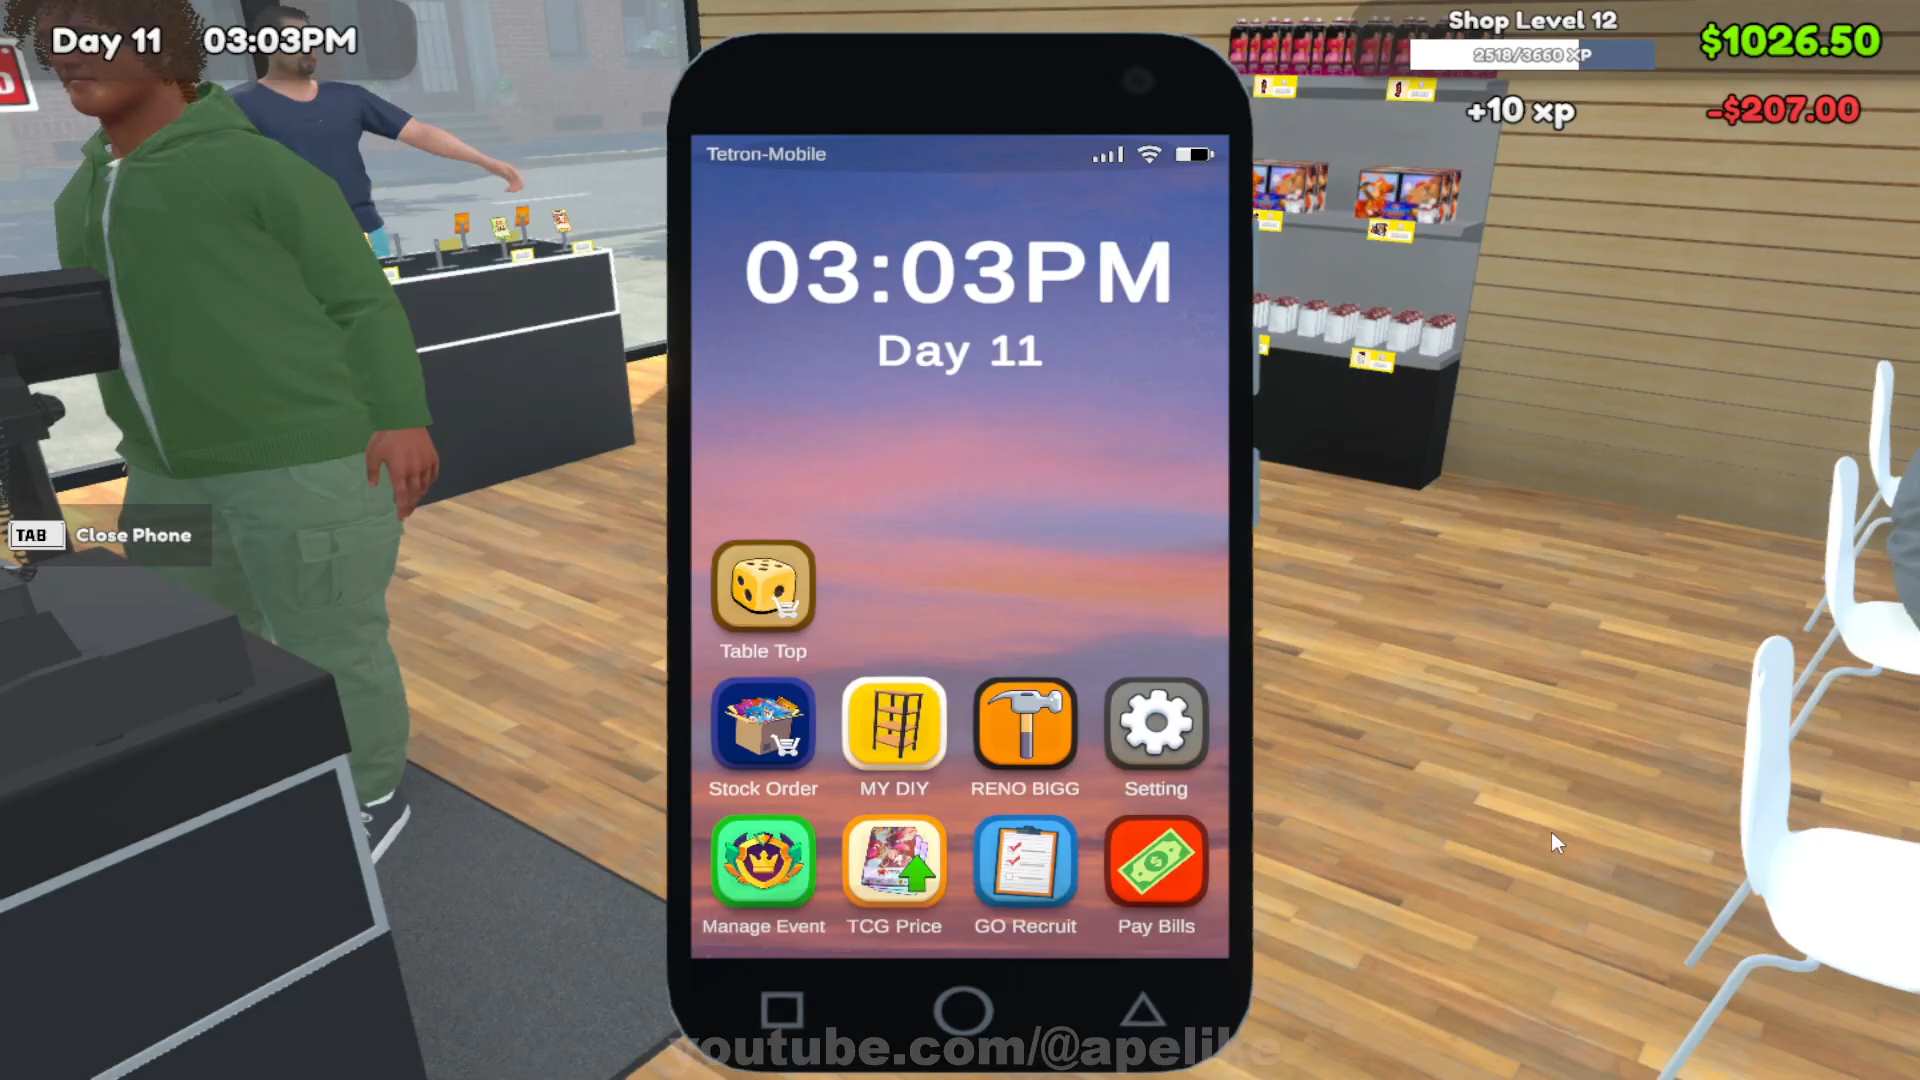 Day 11 03:03PM
Shop Level 12
2518/3660 XP
$1026.50
+10 xp
-$207.00
Tetron-Mobile
03:03PM
Day 11
TAB Close Phone
Table Top
Stock Order
MY DIY
RENO BIGG
Setting
Manage Event
TCG Price
GO Recruit
Pay Bills
youtube.com/@apelike